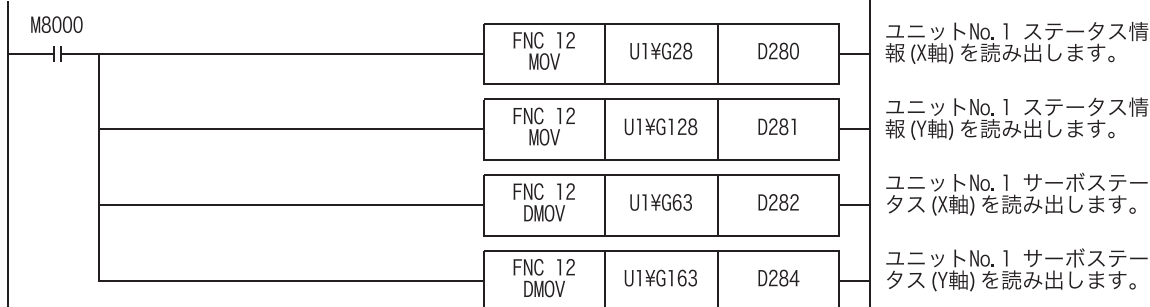 M8000
FNC 12
MOV
U1¥G28
D280
ユニットNo.1 ステータス情
報(X軸)を読み出します。
FNC 12
MOV
U1¥G128
D281
ユニットNo.1 ステータス情
報(Y軸)を読み出します。
FNC 12
DMOV
U1¥G63
D282
ユニットNo.1 サーボステー
タス(X軸)を読み出します。
FNC 12
DMOV
U1¥G163
D284
ユニットNo.1 サーボステー
タス(Y軸)を読み出します。